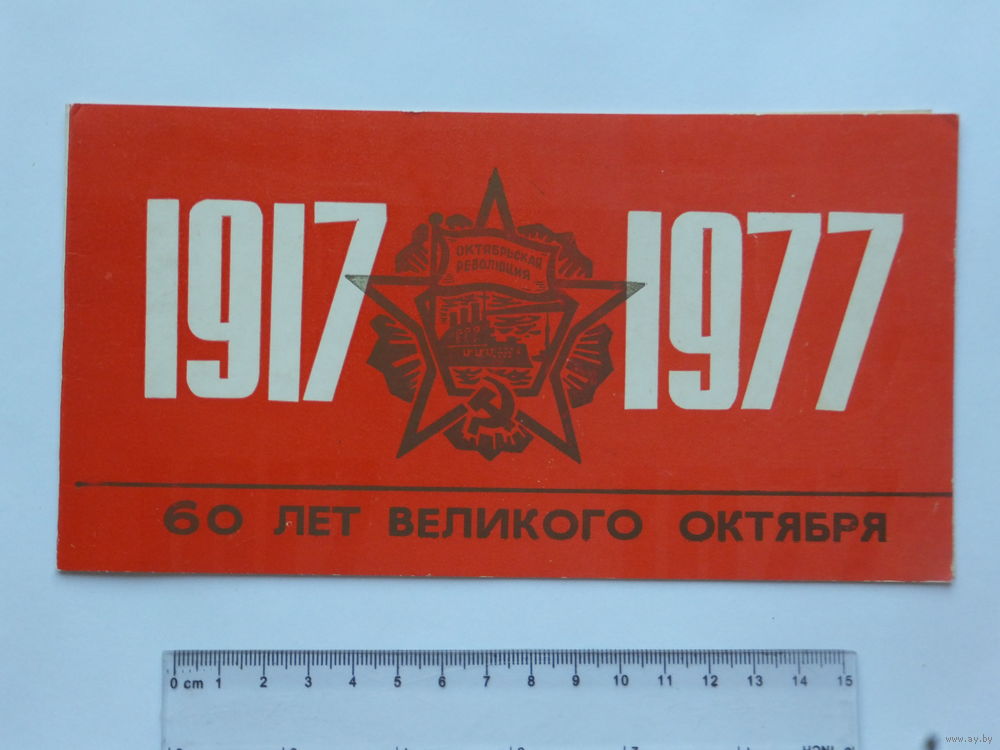 1917
1977
ОКТЯБРЬСКАЯ
РЕВОЛЮЦИЯ
60 ЛЕТ ВЕЛИКОГО ОКТЯБРЯ
0 cm 1 2 3 4 5 6 7 8 9 10 11 12 13 14 15
www.ay.by